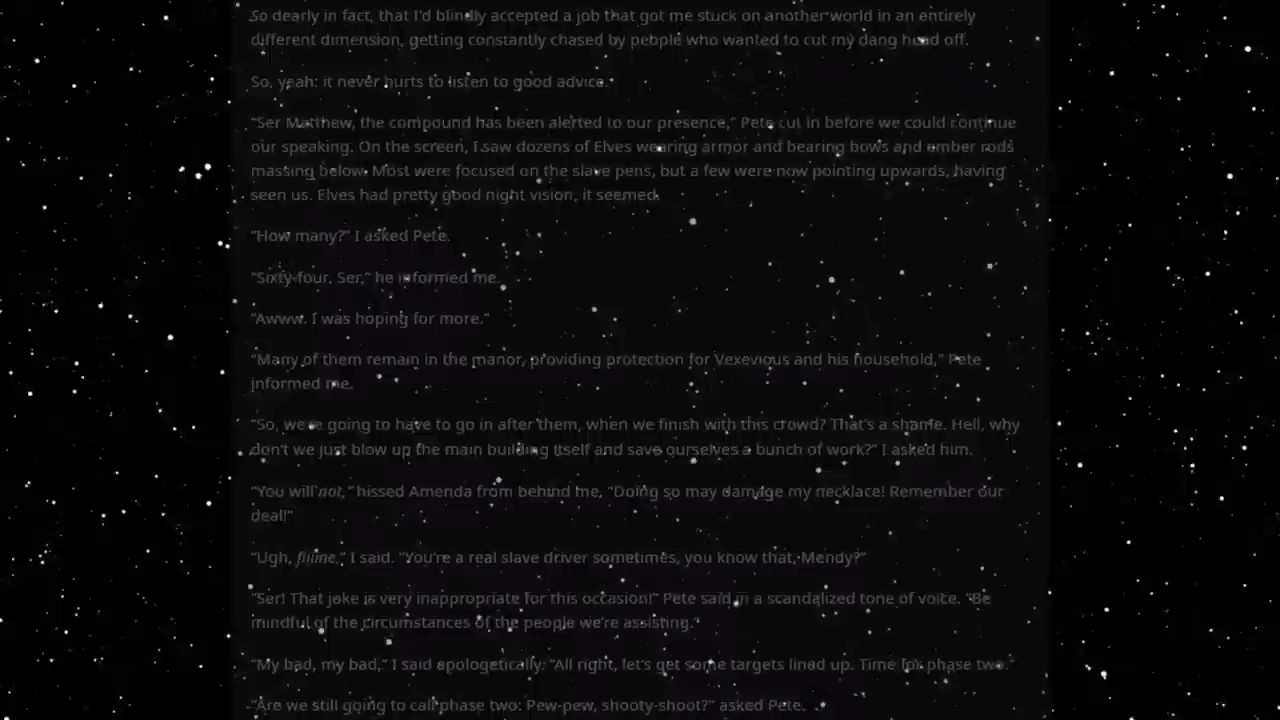 So dearly in fact, that I'd blindly accepted a job that got me stuck on another world in an entirely
different dimension, getting constantly chased by people who wanted to cut my dang head off.
So, yeah: it never hurts to listen to good advice.
"Ser Matthew, the compound has been alerted to our presence," Pete cut in before we could continue
our speaking. On the screen, I saw dozens of Elves wearing armor and bearing bows and ember rods
massing below. Most were focused on the slave pens, but a few were now pointing upwards, having
seen us. Elves had pretty good night vision, it seemed.
"How many?" I asked Pete.
"Sixty-four, Ser," he informed me.
"Awww. I was hoping for more."
"Many of them remain in the manor, providing protection for Vexevious and his household," Pete
informed me.
"So, we're going to have to go in after them, when we finish with this crowd? That's a shame. Hell, why
don't we just blow up the main building itself and save ourselves a bunch of work?" I asked him.
"You will not," hissed Amenda from behind me, "Doing so may damage my necklace! Remember our
deal!"
"Ugh, fiiiine," I said. "You're a real slave driver sometimes, you know that, Mendy?"
"Ser! That joke is very inappropriate for this occasion!" Pete said in a scandalized tone of voice. "Be
mindful of the circumstances of the people we're assisting."
"My bad, my bad," I said apologetically. "All right, let's get some targets lined up. Time for phase two."
"Are we still going to call phase two: Pew-pew, shooty-shoot?" asked Pete.